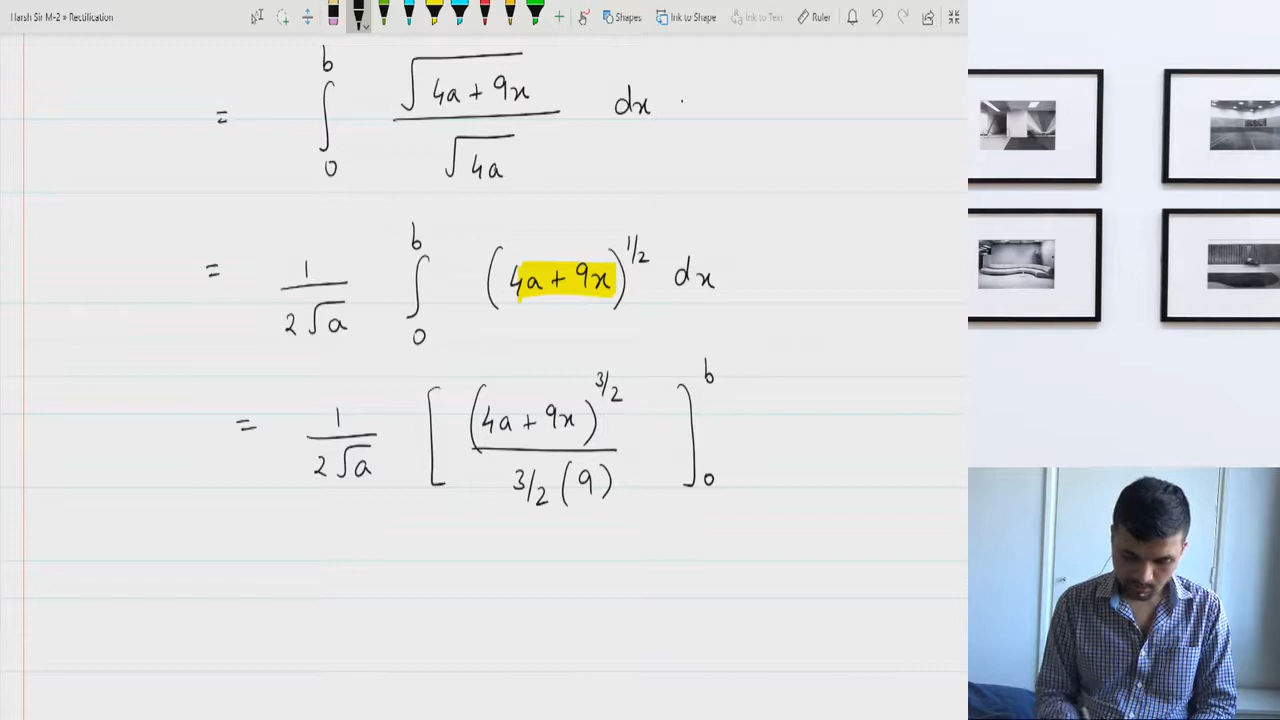 Harsh Sir M-2 » Rectification
Shapes
Ink to Shape
Ink to Text
Ruler
= ∫₀ᵇ √(4a + 9x) / √(4a) dx .
= 1/(2√a) ∫₀ᵇ (4a + 9x)^(1/2) dx
= 1/(2√a) [ (4a + 9x)^(3/2) / (3/2 (9)) ]₀ᵇ